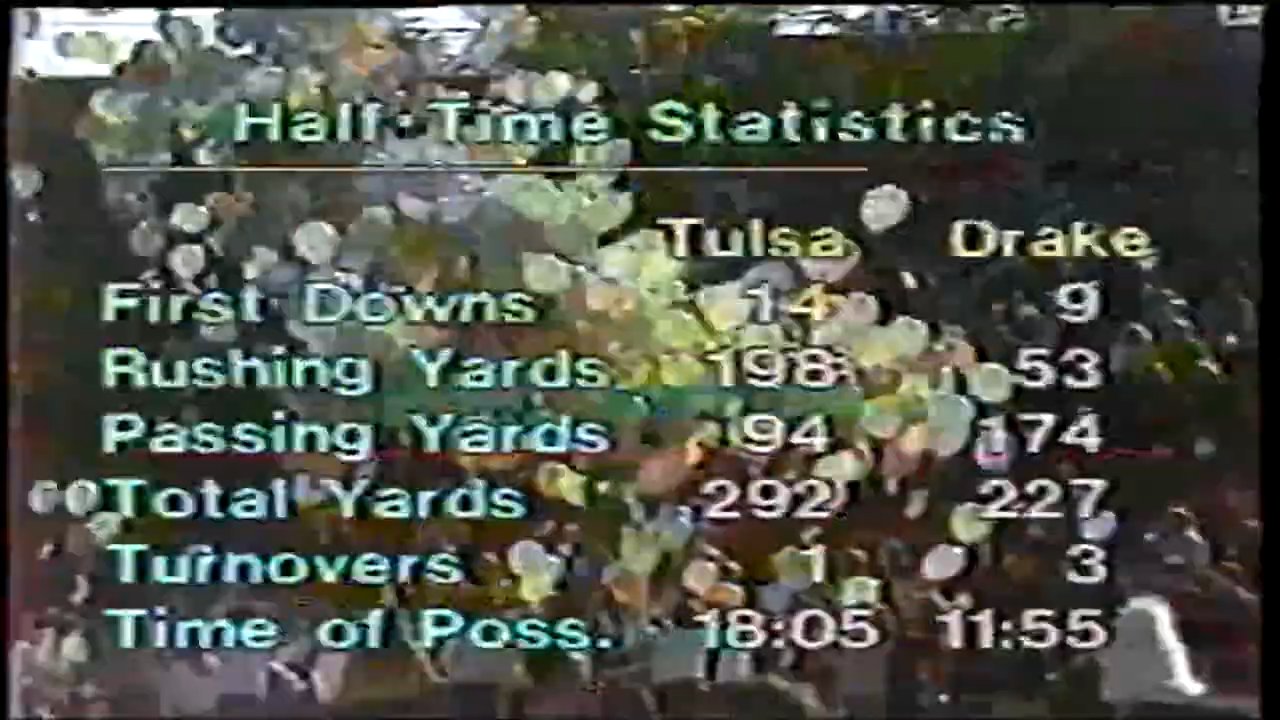 Half-Time Statistics
Tulsa Drake
First Downs 14 9
Rushing Yards 198 53
Passing Yards 94 174
Total Yards 292 227
Turnovers 1 3
Time of Poss. 18:05 11:55